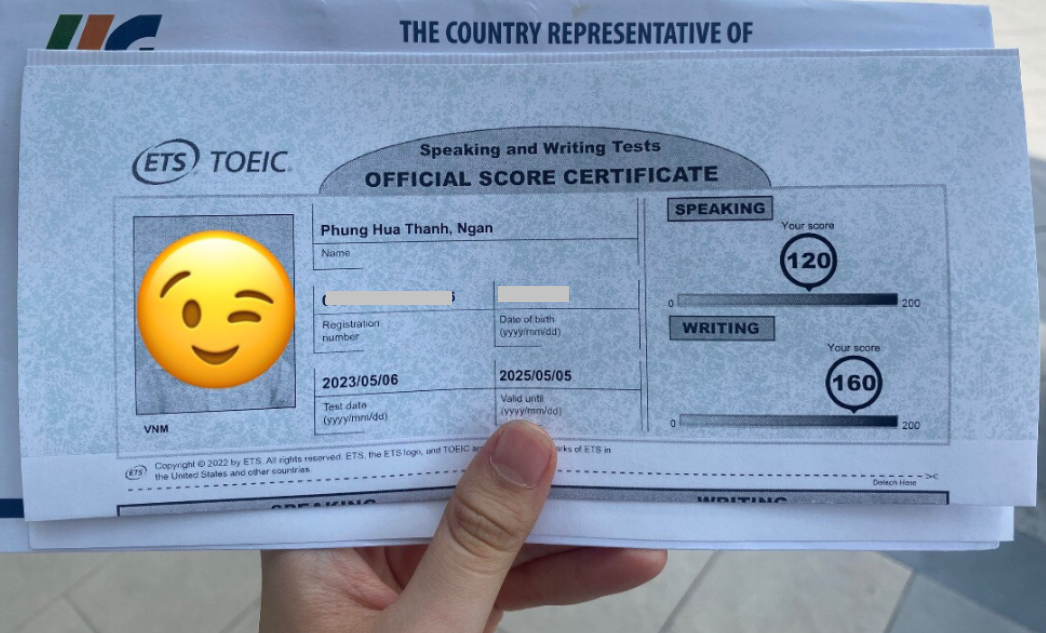 IIG
THE COUNTRY REPRESENTATIVE OF
ETS TOEIC®
Speaking and Writing Tests
OFFICIAL SCORE CERTIFICATE
Phung Hua Thanh, Ngan
Name
Registration
number
Date of birth
(yyyy/mm/dd)
2023/05/06
Test date
(yyyy/mm/dd)
2025/05/05
Valid until
(yyyy/mm/dd)
VNM
SPEAKING
Your score
120
0
200
WRITING
Your score
160
0
200
ETS
Copyright © 2022 by ETS. All rights reserved. ETS, the ETS logo, and TOEIC of ETS in
the United States and other countries.
Detach Here
SPEAKING
WRITING